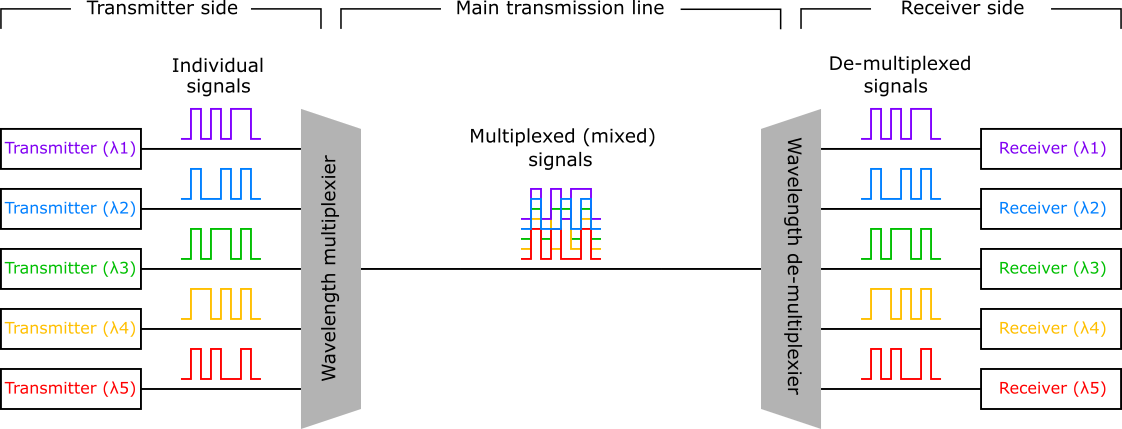 Transmitter side
Main transmission line
Receiver side
Individual
signals
De-multiplexed
signals
Multiplexed (mixed)
signals
Transmitter (λ1)
Transmitter (λ2)
Transmitter (λ3)
Transmitter (λ4)
Transmitter (λ5)
Wavelength multiplexier
Wavelength de-multiplexier
Receiver (λ1)
Receiver (λ2)
Receiver (λ3)
Receiver (λ4)
Receiver (λ5)